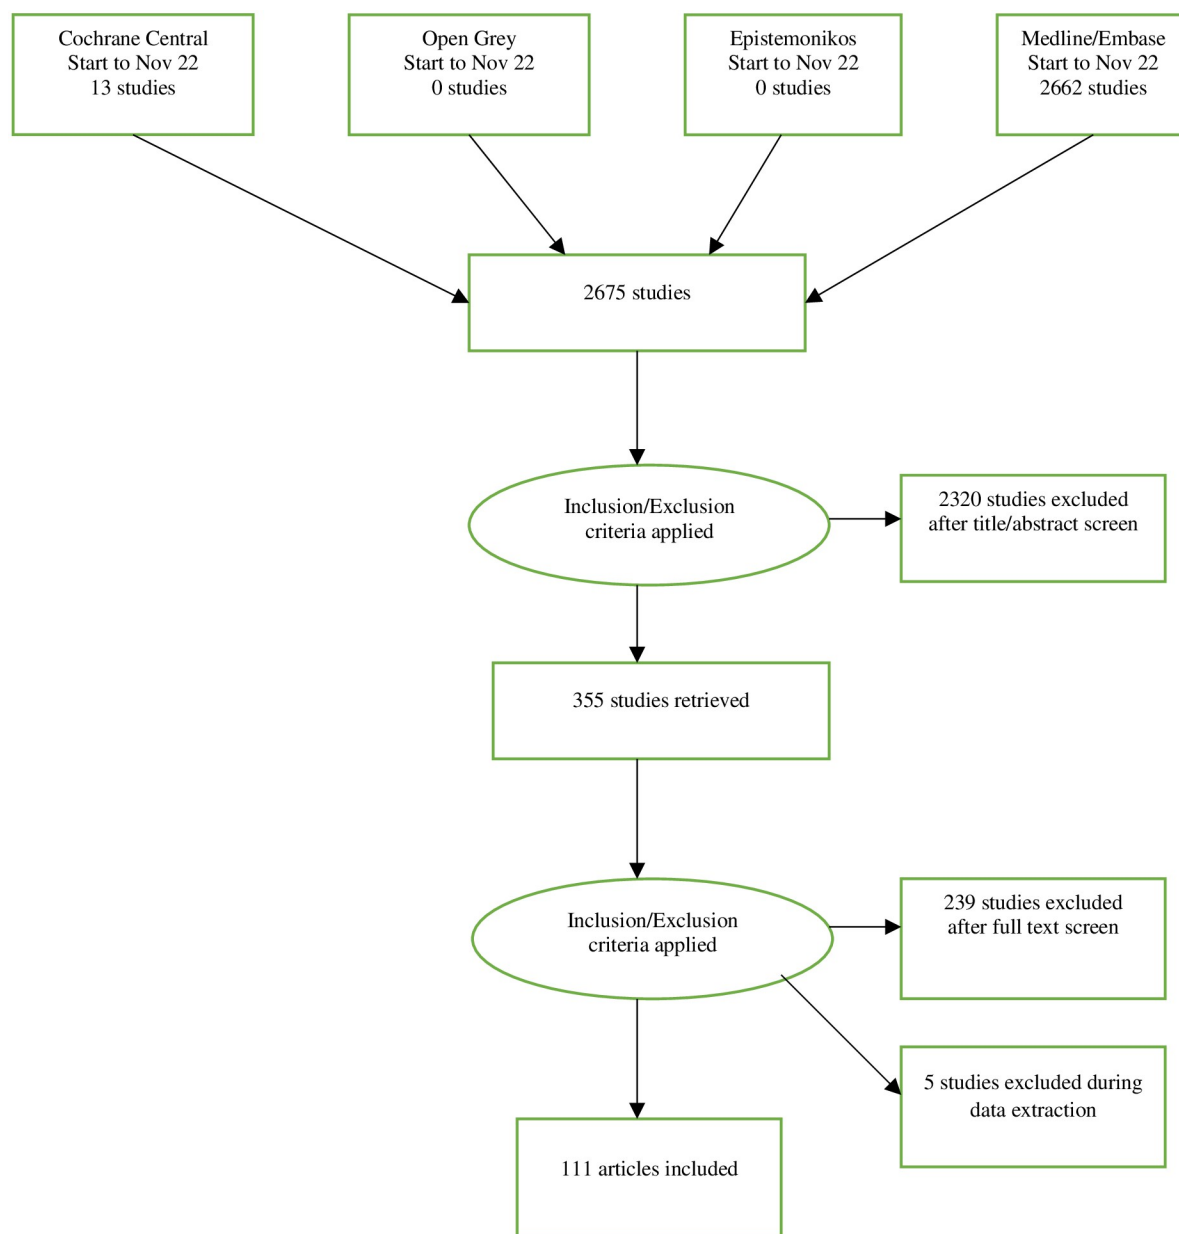 Cochrane Central
Start to Nov 22
13 studies
Open Grey
Start to Nov 22
0 studies
Epistemonikos
Start to Nov 22
0 studies
Medline/Embase
Start to Nov 22
2662 studies
2675 studies
Inclusion/Exclusion
criteria applied
2320 studies excluded
after title/abstract screen
355 studies retrieved
Inclusion/Exclusion
criteria applied
239 studies excluded
after full text screen
5 studies excluded during
data extraction
111 articles included